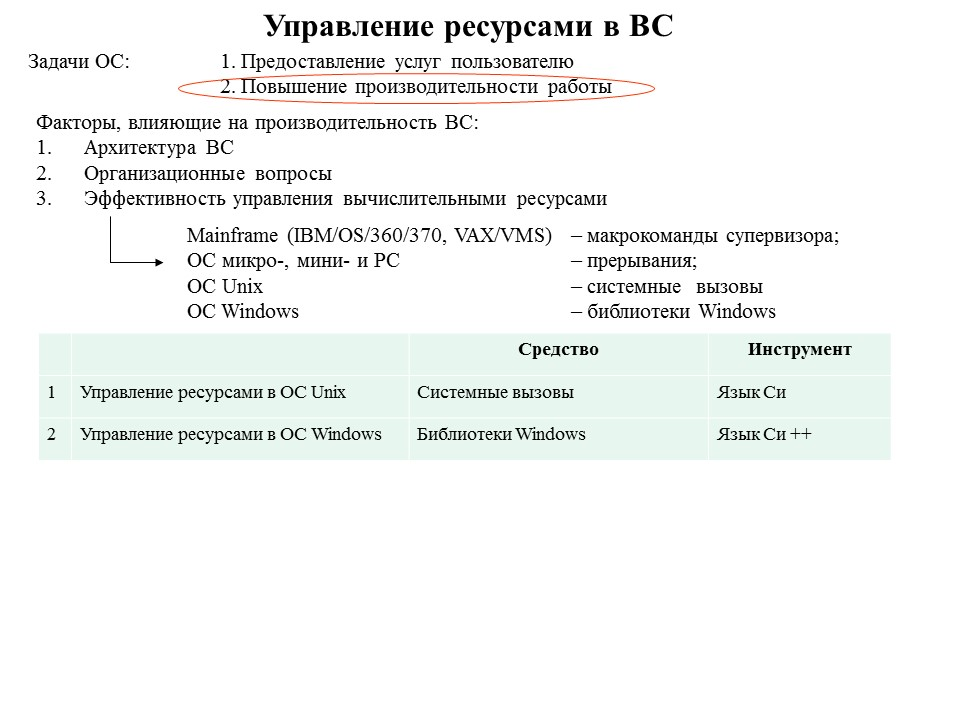 Управление ресурсами в ВС
Задачи ОС: 1. Предоставление услуг пользователю
2. Повышение производительности работы
Факторы, влияющие на производительность ВС:
1. Архитектура ВС
2. Организационные вопросы
3. Эффективность управления вычислительными ресурсами
Mainframe (IBM/OS/360/370, VAX/VMS) – макрокоманды супервизора;
ОС микро-, мини- и PC – прерывания;
ОС Unix – системные вызовы
ОС Windows – библиотеки Windows
Средство Инструмент
1 Управление ресурсами в ОС Unix Системные вызовы Язык Си
2 Управление ресурсами в ОС Windows Библиотеки Windows Язык Си ++